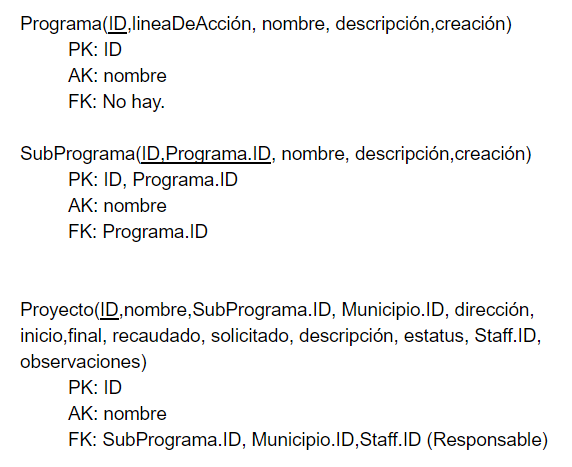 Programa(ID,lineaDeAcción, nombre, descripción,creación)
PK: ID
AK: nombre
FK: No hay.
SubPrograma(ID,Programa.ID, nombre, descripción,creación)
PK: ID, Programa.ID
AK: nombre
FK: Programa.ID
Proyecto(ID,nombre,SubPrograma.ID, Municipio.ID, dirección,
inicio,final, recaudado, solicitado, descripción, estatus, Staff.ID,
observaciones)
PK: ID
AK: nombre
FK: SubPrograma.ID, Municipio.ID,Staff.ID (Responsable)